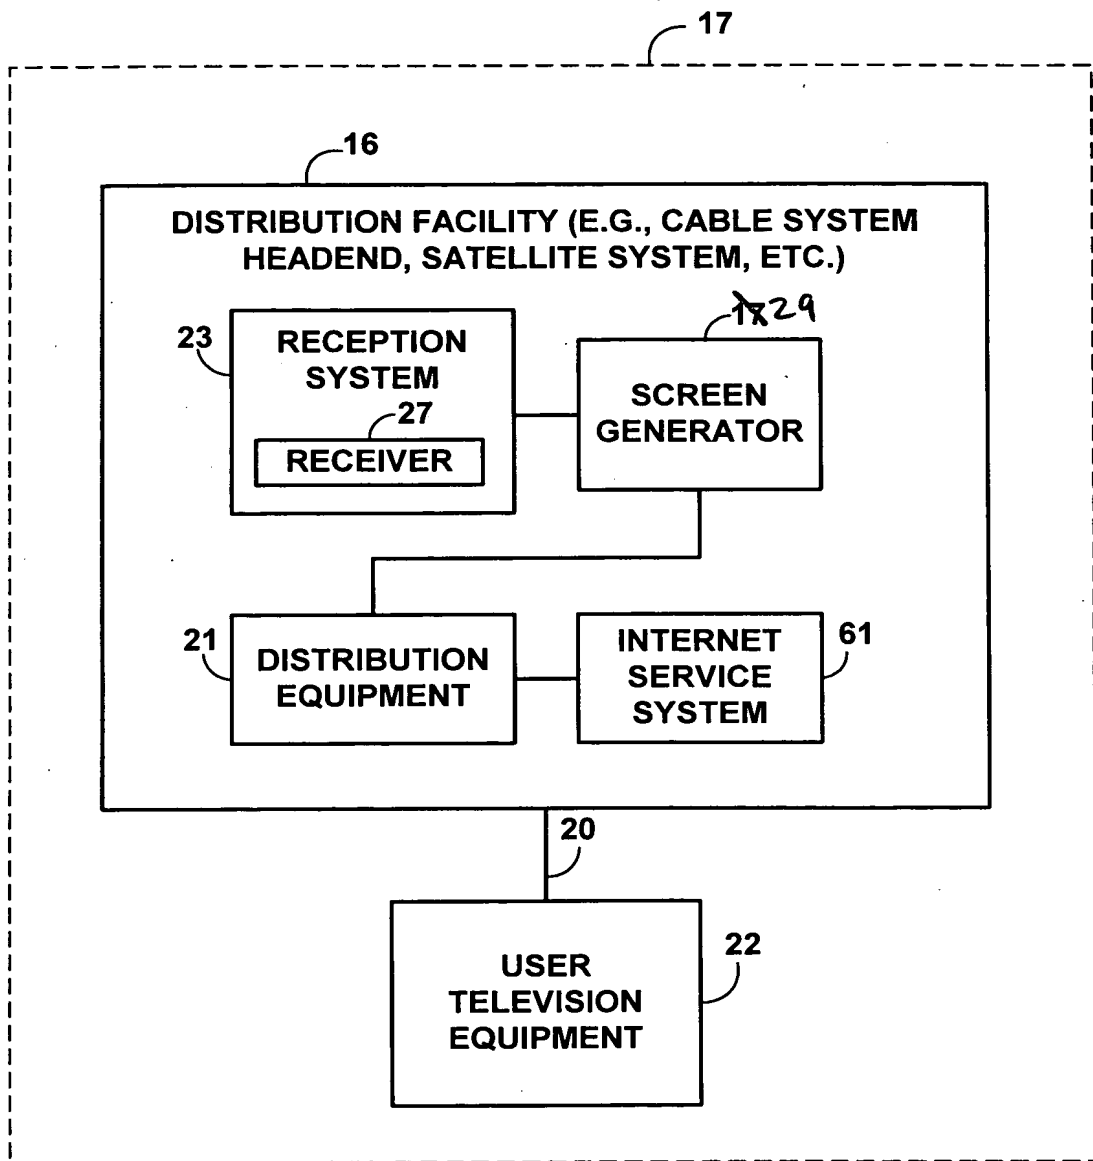 17
16
DISTRIBUTION FACILITY (E.G., CABLE SYSTEM
HEADEND, SATELLITE SYSTEM, ETC.)
29
23
RECEPTION
SYSTEM
27
RECEIVER
SCREEN
GENERATOR
21
DISTRIBUTION
EQUIPMENT
INTERNET
SERVICE
SYSTEM
61
20
USER
TELEVISION
EQUIPMENT
22